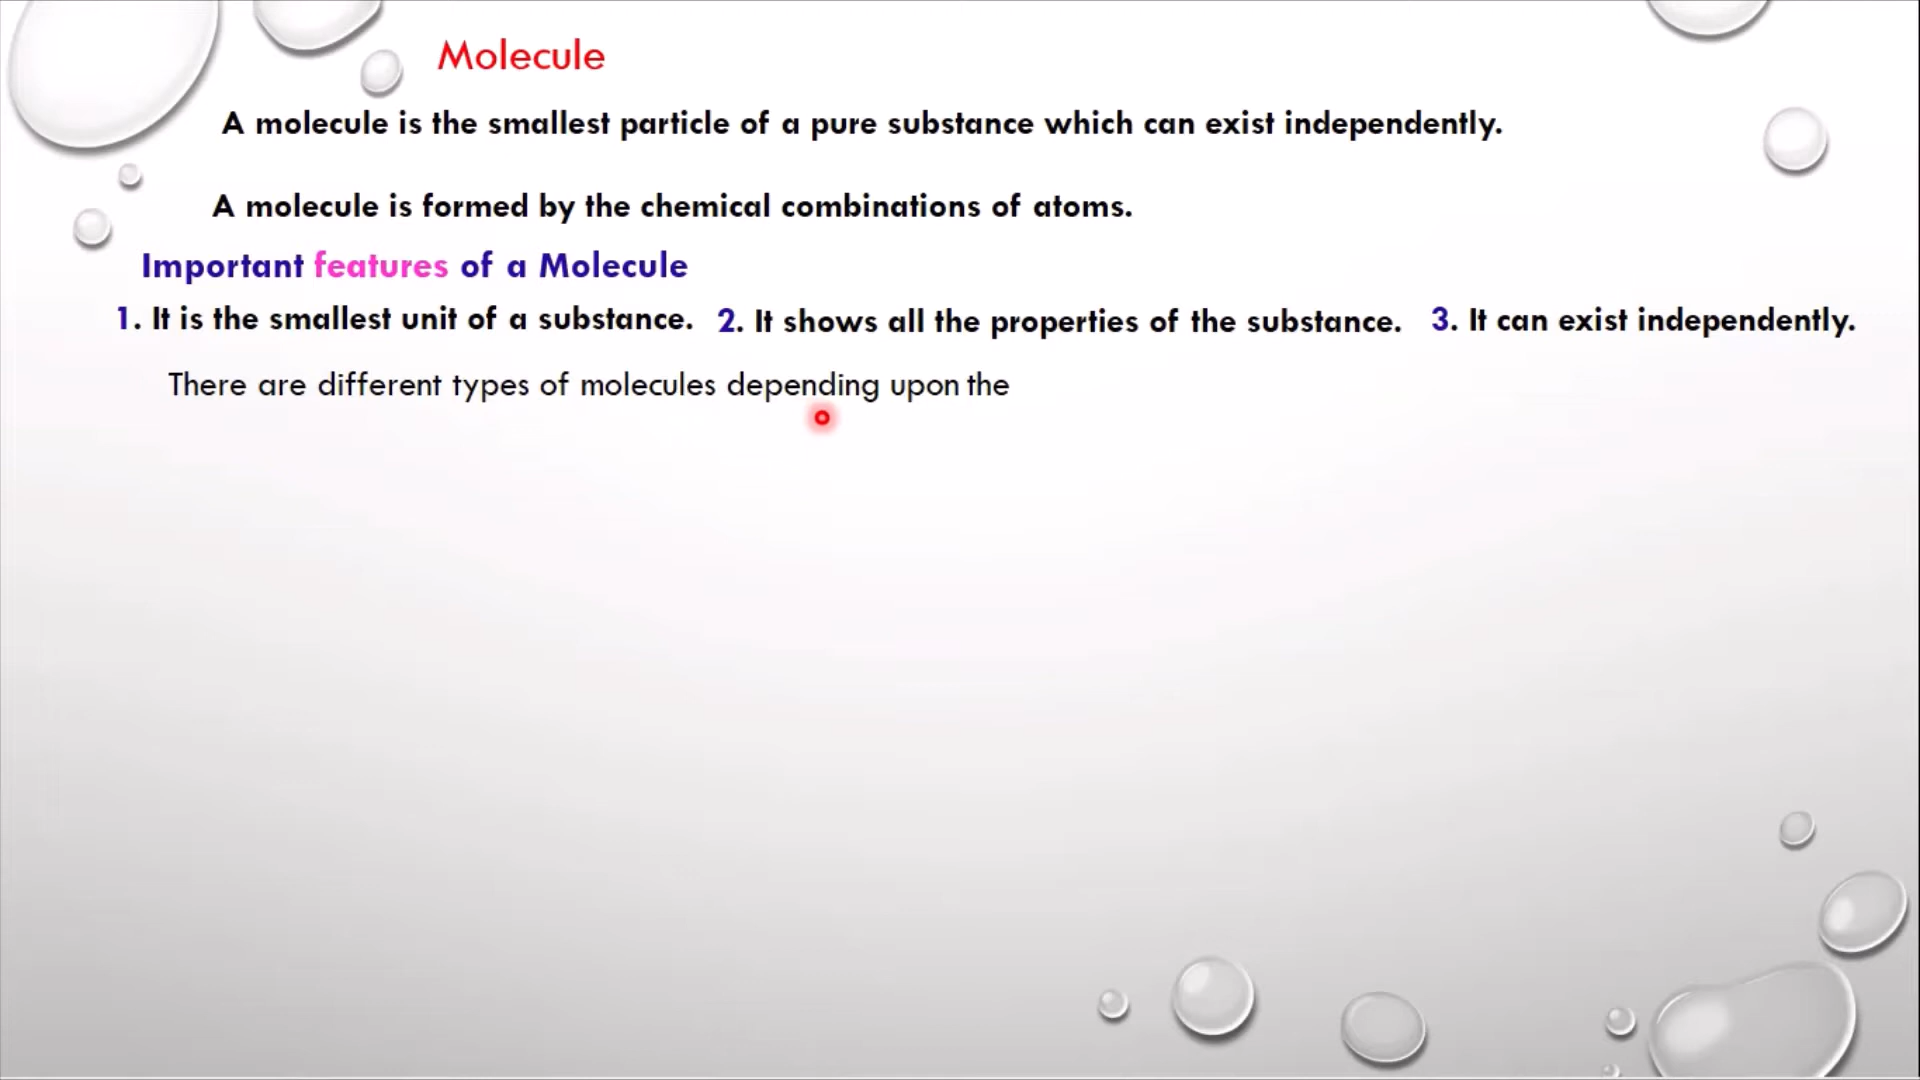 Molecule
A molecule is the smallest particle of a pure substance which can exist independently.
A molecule is formed by the chemical combinations of atoms.
Important features of a Molecule
1. It is the smallest unit of a substance. 2. It shows all the properties of the substance. 3. It can exist independently.
There are different types of molecules depending upon the